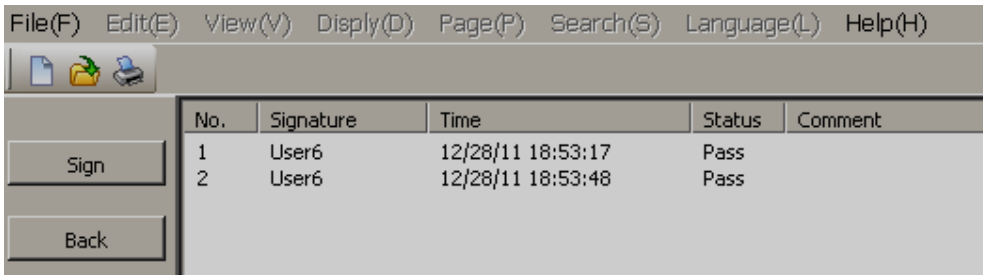 File(F) Edit(E) View(V) Disply(D) Page(P) Search(S) Language(L) Help(H)
No. Signature Time Status Comment
Sign
1 User6 12/28/11 18:53:17 Pass
2 User6 12/28/11 18:53:48 Pass
Back